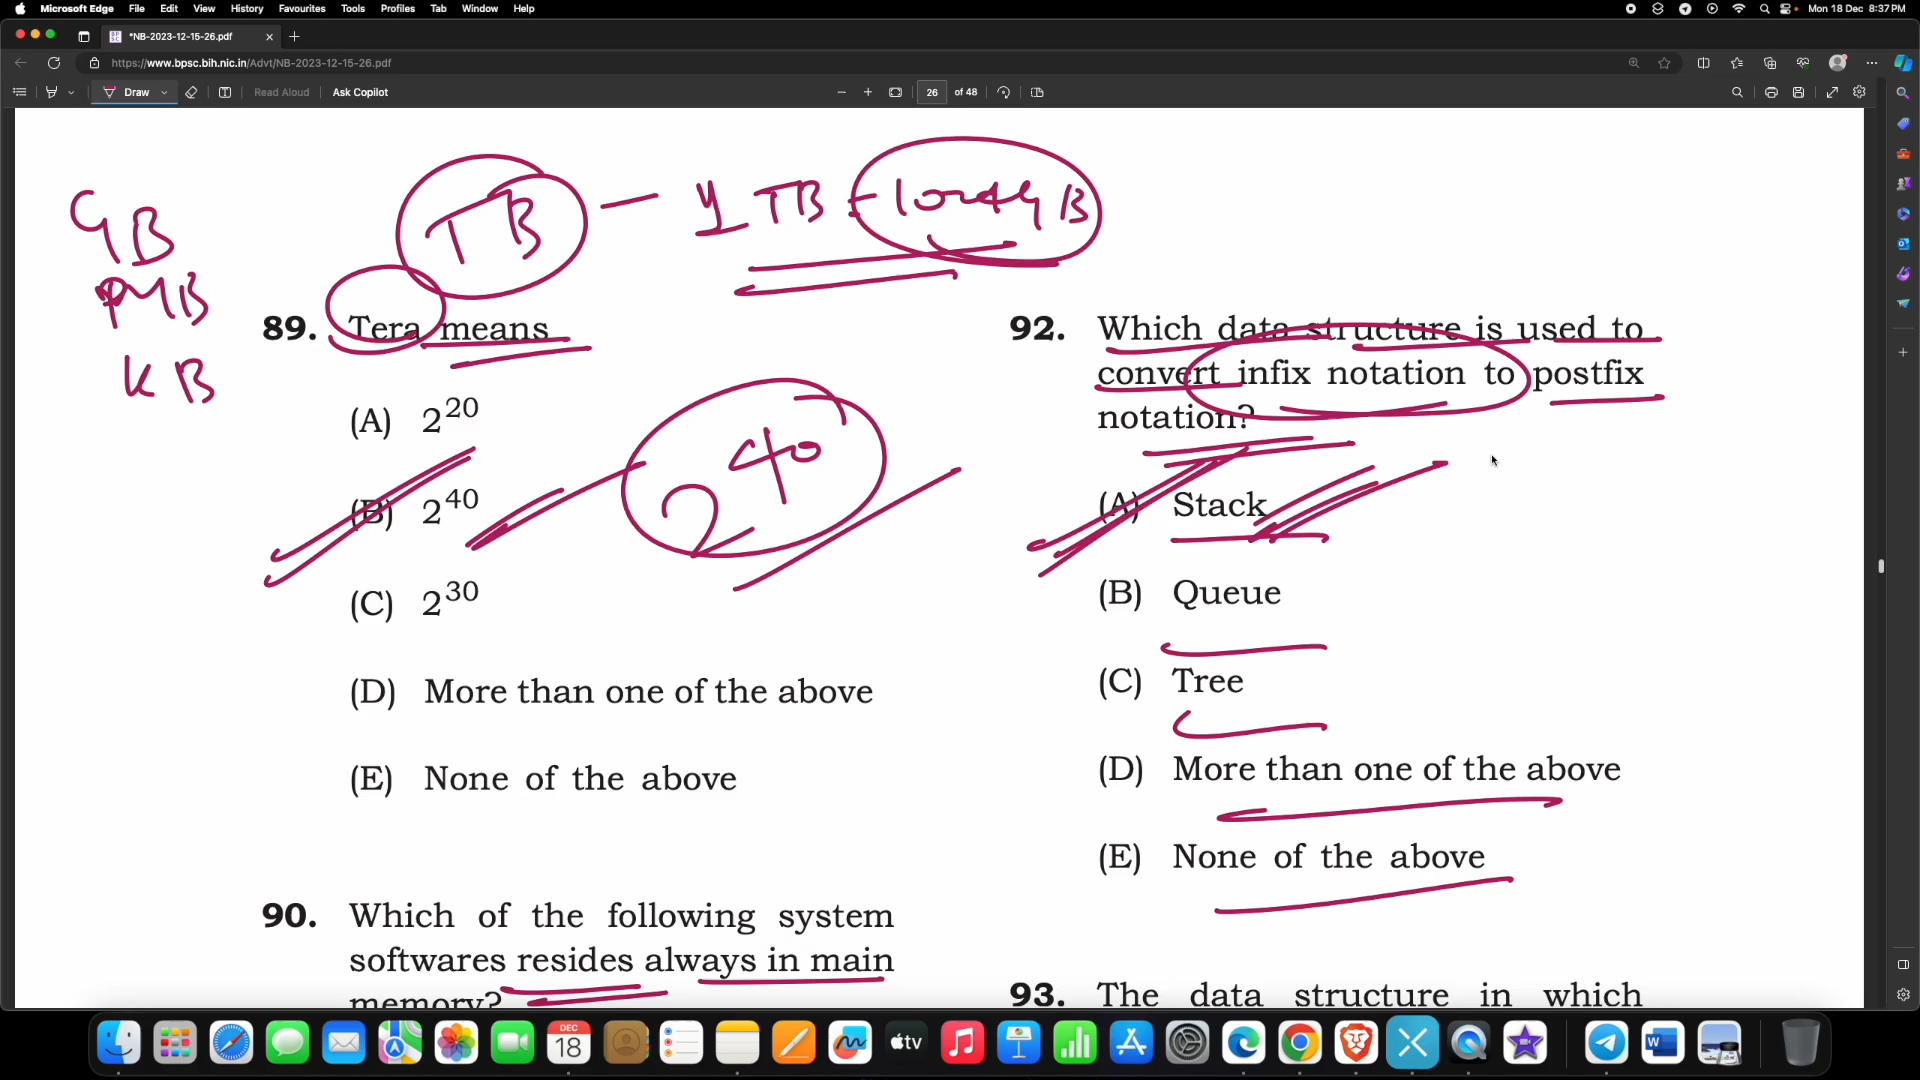 Microsoft Edge File Edit View History Favourites Tools Profiles Tab Window Help
Mon 18 Dec 8:37 PM
*NB-2023-12-15-26.pdf
https://www.bpsc.bih.nic.in/Advt/NB-2023-12-15-26.pdf
Draw Read Aloud Ask Copilot 26 of 48
GB
MB
KB
TB
1 TB = 1024 GB
89. Tera means
(A) 2^20
(B) 2^40
2^40
(C) 2^30
(D) More than one of the above
(E) None of the above
90. Which of the following system
softwares resides always in main
memory?
92. Which data structure is used to
convert infix notation to postfix
notation?
(A) Stack
(B) Queue
(C) Tree
(D) More than one of the above
(E) None of the above
93. The data structure in which
DEC
18
tv
W